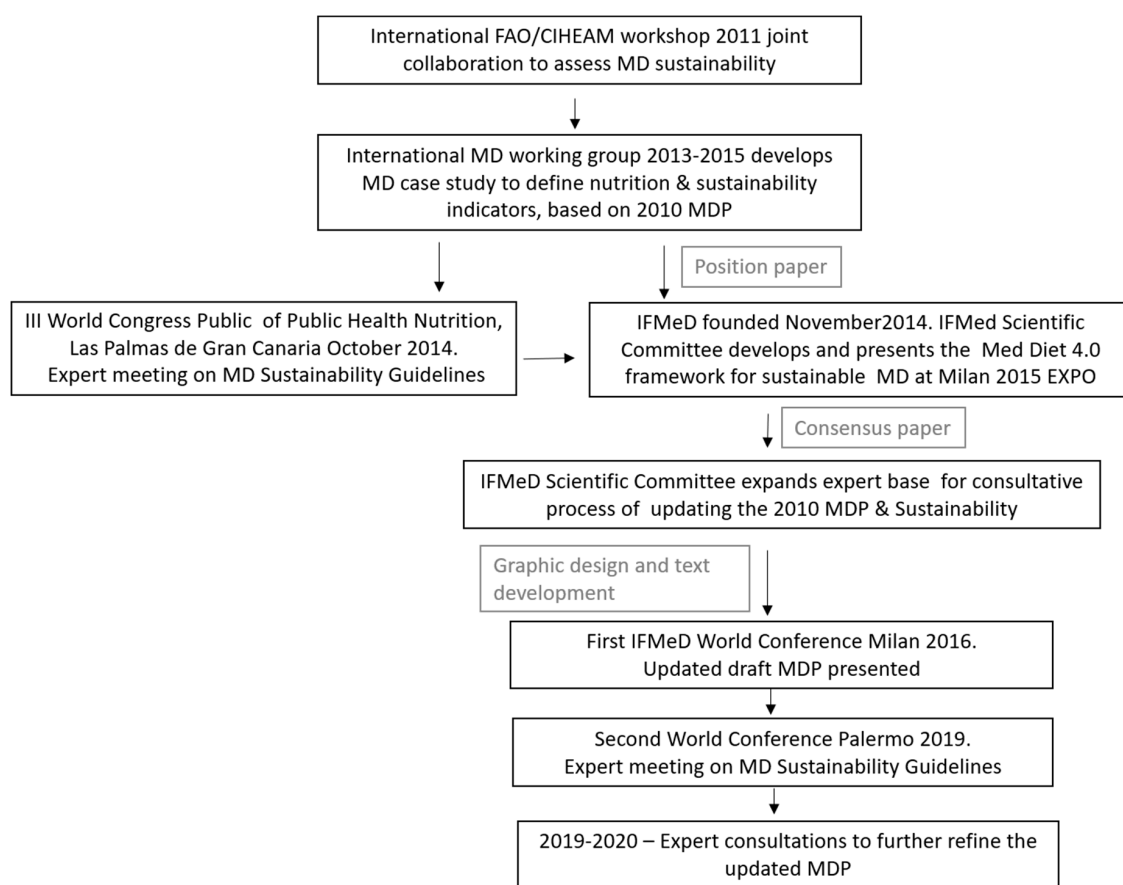 International FAO/CIHEAM workshop 2011 joint
collaboration to assess MD sustainability
International MD working group 2013-2015 develops
MD case study to define nutrition & sustainability
indicators, based on 2010 MDP
Position paper
III World Congress Public  of Public Health Nutrition,
Las Palmas de Gran Canaria October 2014.
Expert meeting on MD Sustainability Guidelines
IFMeD founded November2014. IFMed Scientific
Committee develops and presents the  Med Diet 4.0
framework for sustainable  MD at Milan 2015 EXPO
Consensus paper
IFMeD Scientific Committee expands expert base  for consultative
process of  updating the 2010 MDP & Sustainability
Graphic design and text
development
First IFMeD World Conference Milan 2016.
Updated draft MDP presented
Second World Conference Palermo 2019.
Expert meeting on MD Sustainability Guidelines
2019-2020 – Expert consultations to further refine the
updated MDP